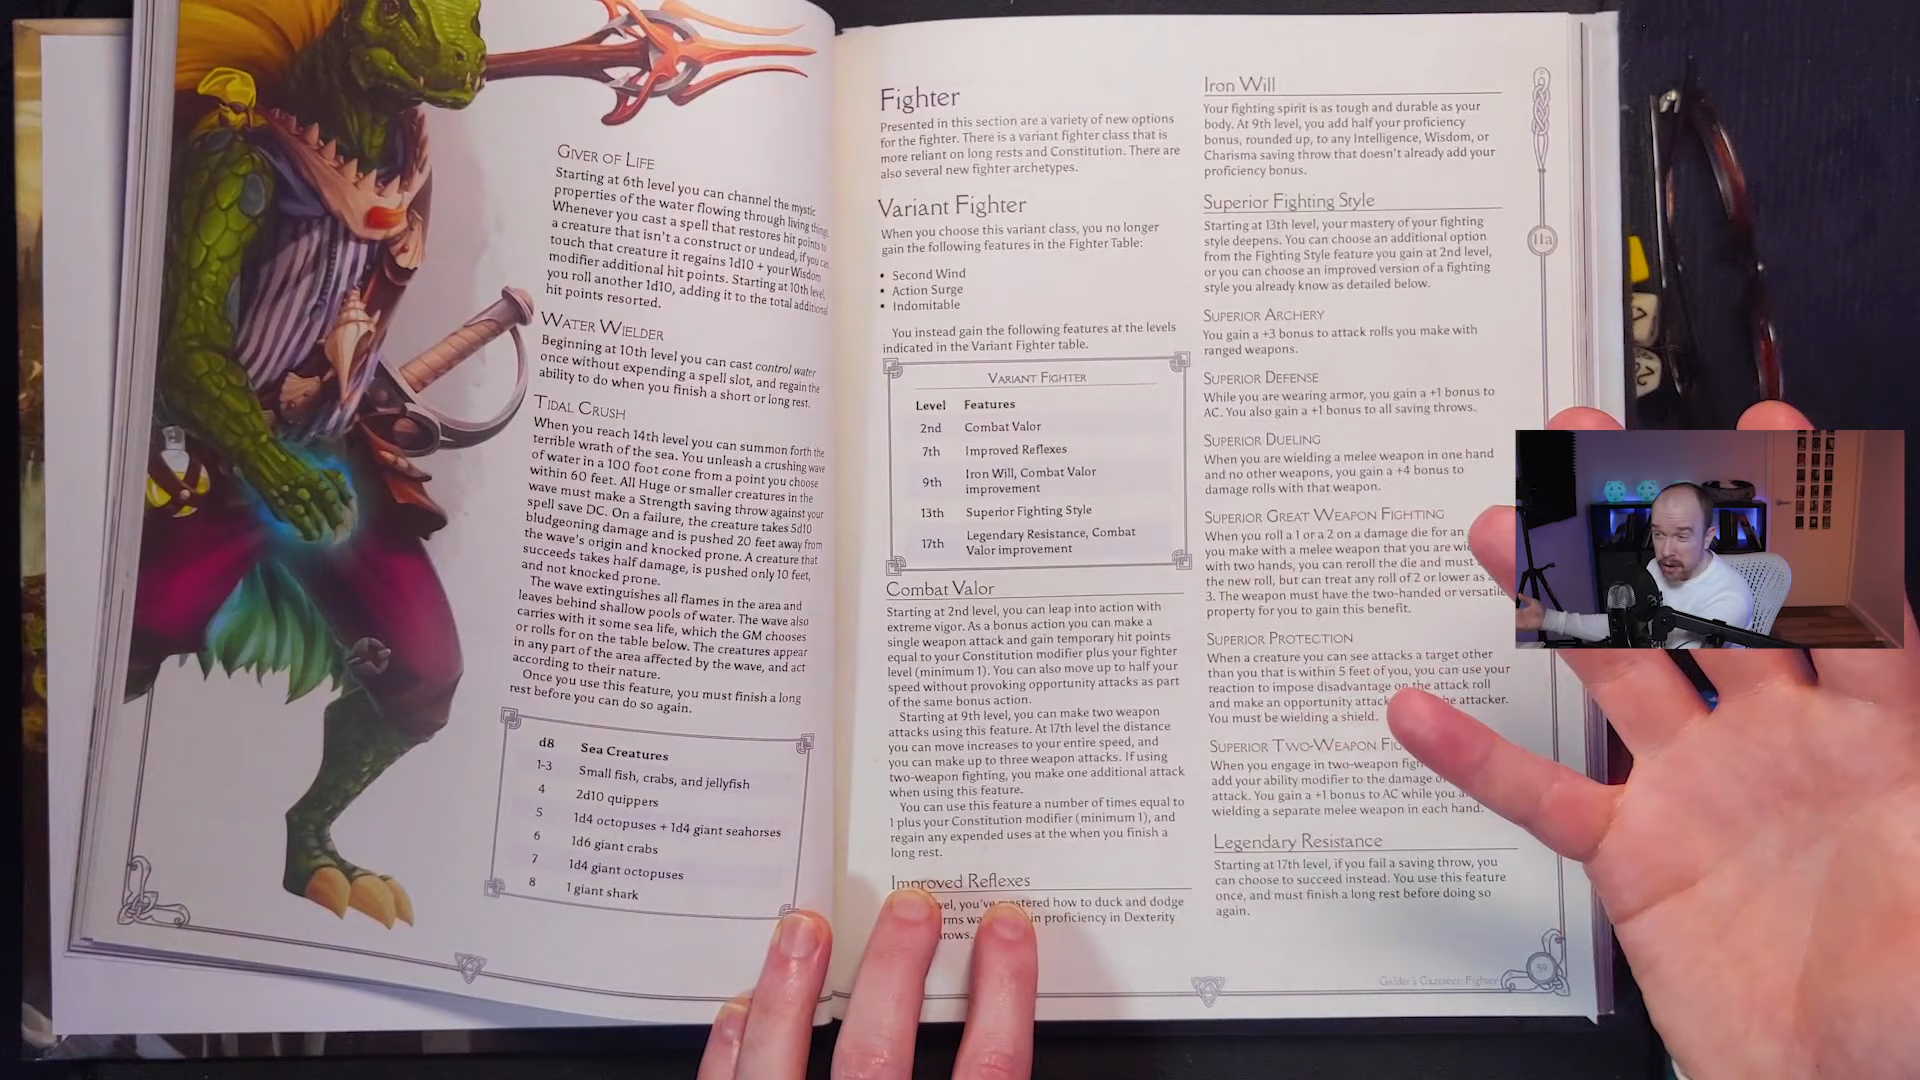 GIVER OF LIFE
Starting at 6th level you can channel the mystic
properties of the water flowing through living things.
Whenever you cast a spell that restores hit points to
a creature that isn't a construct or undead, if you can
touch that creature it regains 1d10 + your Wisdom
modifier additional hit points. Starting at 10th level,
you roll another 1d10, adding it to the total additional
hit points resorted.
WATER WIELDER
Beginning at 10th level you can cast control water
once without expending a spell slot, and regain the
ability to do when you finish a short or long rest.
TIDAL CRUSH
When you reach 14th level you can summon forth the
terrible wrath of the sea. You unleash a crushing wave
of water in a 100 foot cone from a point you choose
within 60 feet. All Huge or smaller creatures in the
wave must make a Strength saving throw against your
spell save DC. On a failure, the creature takes 5d10
bludgeoning damage and is pushed 20 feet away from
the wave's origin and knocked prone. A creature that
succeeds takes half damage, is pushed only 10 feet,
and not knocked prone.
The wave extinguishes all flames in the area and
leaves behind shallow pools of water. The wave also
carries with it some sea life, which the GM chooses
or rolls for on the table below. The creatures appear
in any part of the area affected by the wave, and act
according to their nature.
Once you use this feature, you must finish a long
rest before you can do so again.
d8 Sea Creatures
1-3 Small fish, crabs, and jellyfish
4 2d10 quippers
5 1d4 octopuses + 1d4 giant seahorses
6 1d6 giant crabs
7 1d4 giant octopuses
8 1 giant shark
Fighter
Presented in this section are a variety of new options
for the fighter. There is a variant fighter class that is
more reliant on long rests and Constitution. There are
also several new fighter archetypes.
Variant Fighter
When you choose this variant class, you no longer
gain the following features in the Fighter Table:
• Second Wind
• Action Surge
• Indomitable
You instead gain the following features at the levels
indicated in the Variant Fighter table.
VARIANT FIGHTER
Level Features
2nd Combat Valor
7th Improved Reflexes
9th Iron Will, Combat Valor
improvement
13th Superior Fighting Style
17th Legendary Resistance, Combat
Valor improvement
Combat Valor
Starting at 2nd level, you can leap into action with
extreme vigor. As a bonus action you can make a
single weapon attack and gain temporary hit points
equal to your Constitution modifier plus your fighter
level (minimum 1). You can also move up to half your
speed without provoking opportunity attacks as part
of the same bonus action.
Starting at 9th level, you can make two weapon
attacks using this feature. At 17th level the distance
you can move increases to your entire speed, and
you can make up to three weapon attacks. If using
two-weapon fighting, you make one additional attack
when using this feature.
You can use this feature a number of times equal to
1 plus your Constitution modifier (minimum 1), and
regain any expended uses at the when you finish a
long rest.
Improved Reflexes
level, you've mastered how to duck and dodge
in proficiency in Dexterity
Iron Will
Your fighting spirit is as tough and durable as your
body. At 9th level, you add half your proficiency
bonus, rounded up, to any Intelligence, Wisdom, or
Charisma saving throw that doesn't already add your
proficiency bonus.
Superior Fighting Style
Starting at 13th level, your mastery of your fighting
style deepens. You can choose an additional option
from the Fighting Style feature you gain at 2nd level,
or you can choose an improved version of a fighting
style you already know as detailed below.
SUPERIOR ARCHERY
You gain a +3 bonus to attack rolls you make with
ranged weapons.
SUPERIOR DEFENSE
While you are wearing armor, you gain a +1 bonus to
AC. You also gain a +1 bonus to all saving throws.
SUPERIOR DUELING
When you are wielding a melee weapon in one hand
and no other weapons, you gain a +4 bonus to
damage rolls with that weapon.
SUPERIOR GREAT WEAPON FIGHTING
When you roll a 1 or a 2 on a damage die for an
you make with a melee weapon that you are
with two hands, you can reroll the die and must
the new roll, but can treat any roll of 2 or lower as
3. The weapon must have the two-handed or versatile
property for you to gain this benefit.
SUPERIOR PROTECTION
When a creature you can see attacks a target other
than you that is within 5 feet of you, you can use your
reaction to impose disadvantage on the attack roll
and make an opportunity attack the attacker.
You must be wielding a shield.
SUPERIOR TWO-WEAPON
When you engage in two-weapon
add your ability modifier to the damage
attack. You gain a +1 bonus to AC while you
wielding a separate melee weapon in each hand.
Legendary Resistance
Starting at 17th level, if you fail a saving throw, you
can choose to succeed instead. You use this feature
once, and must finish a long rest before doing so
again.
11a
Galder's Gazetteer: Fighter
59